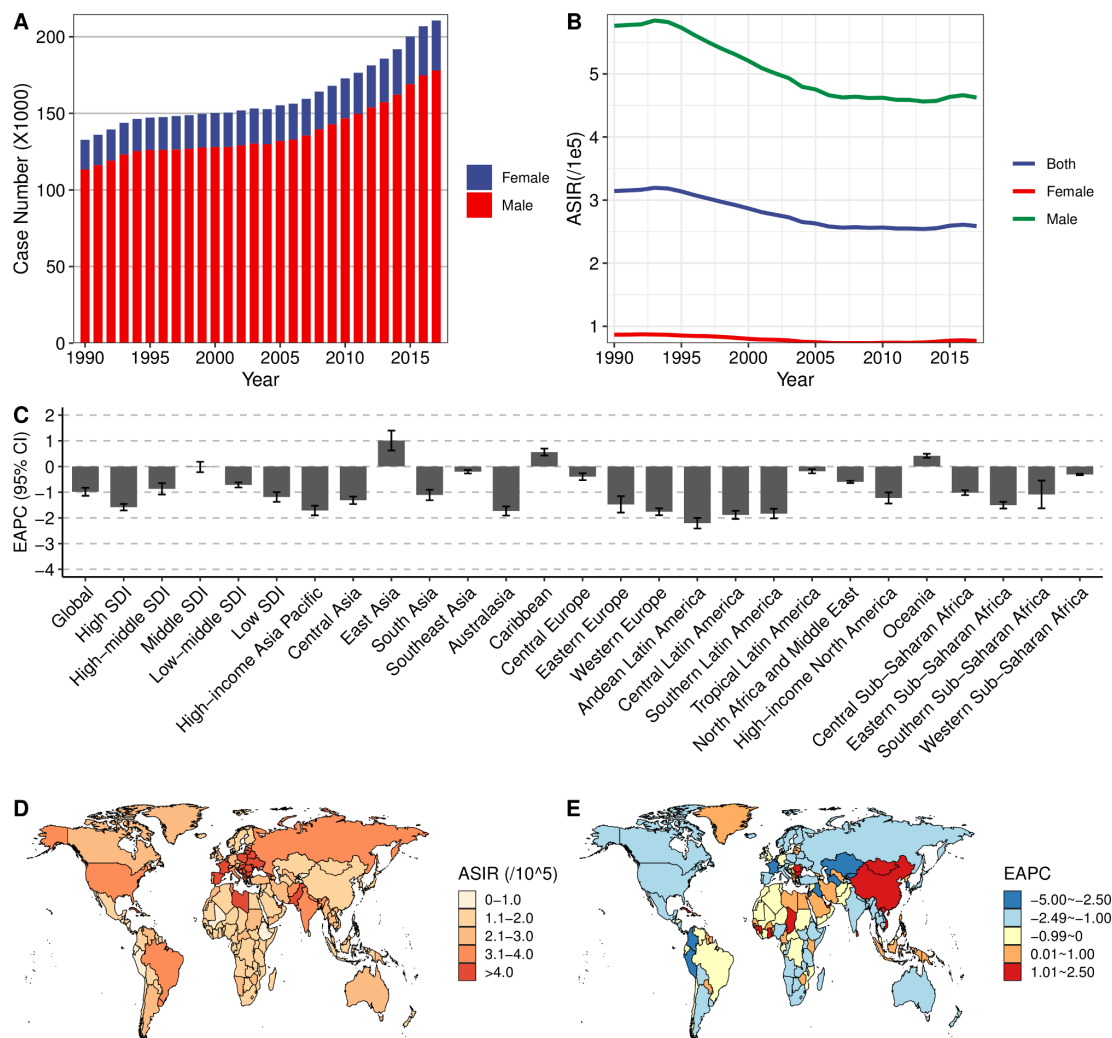 A
Case Number (X1000)
200
150
100
50
0
1990
1995
2000
2005
2010
2015
Year
Female
Male
B
ASIR(/1e5)
5
4
3
2
1
1990
1995
2000
2005
2010
2015
Year
Both
Female
Male
C
EAPC (95% CI)
2
1
0
−1
−2
−3
−4
Global
High SDI
High−middle SDI
Middle SDI
Low−middle SDI
Low SDI
High−income Asia Pacific
Central Asia
East Asia
South Asia
Southeast Asia
Australasia
Caribbean
Central Europe
Eastern Europe
Western Europe
Andean Latin America
Central Latin America
Southern Latin America
Tropical Latin America
North Africa and Middle East
High−income North America
Oceania
Central Sub−Saharan Africa
Eastern Sub−Saharan Africa
Southern Sub−Saharan Africa
Western Sub−Saharan Africa
D
ASIR (/10^5)
0−1.0
1.1−2.0
2.1−3.0
3.1−4.0
>4.0
E
EAPC
−5.00~−2.50
−2.49~−1.00
−0.99~0
0.01~1.00
1.01~2.50